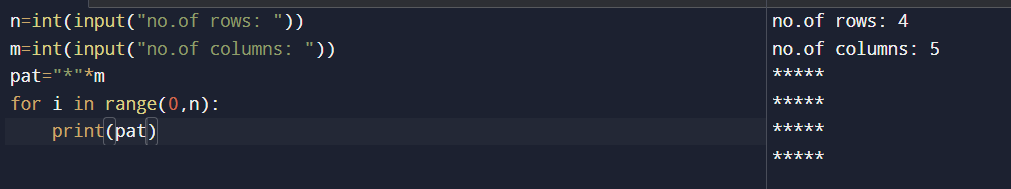 n=int(input("no.of rows: "))
m=int(input("no.of columns: "))
pat="*"*m
for i in range(0,n):
    print(pat)
no.of rows: 4
no.of columns: 5
*****
*****
*****
*****